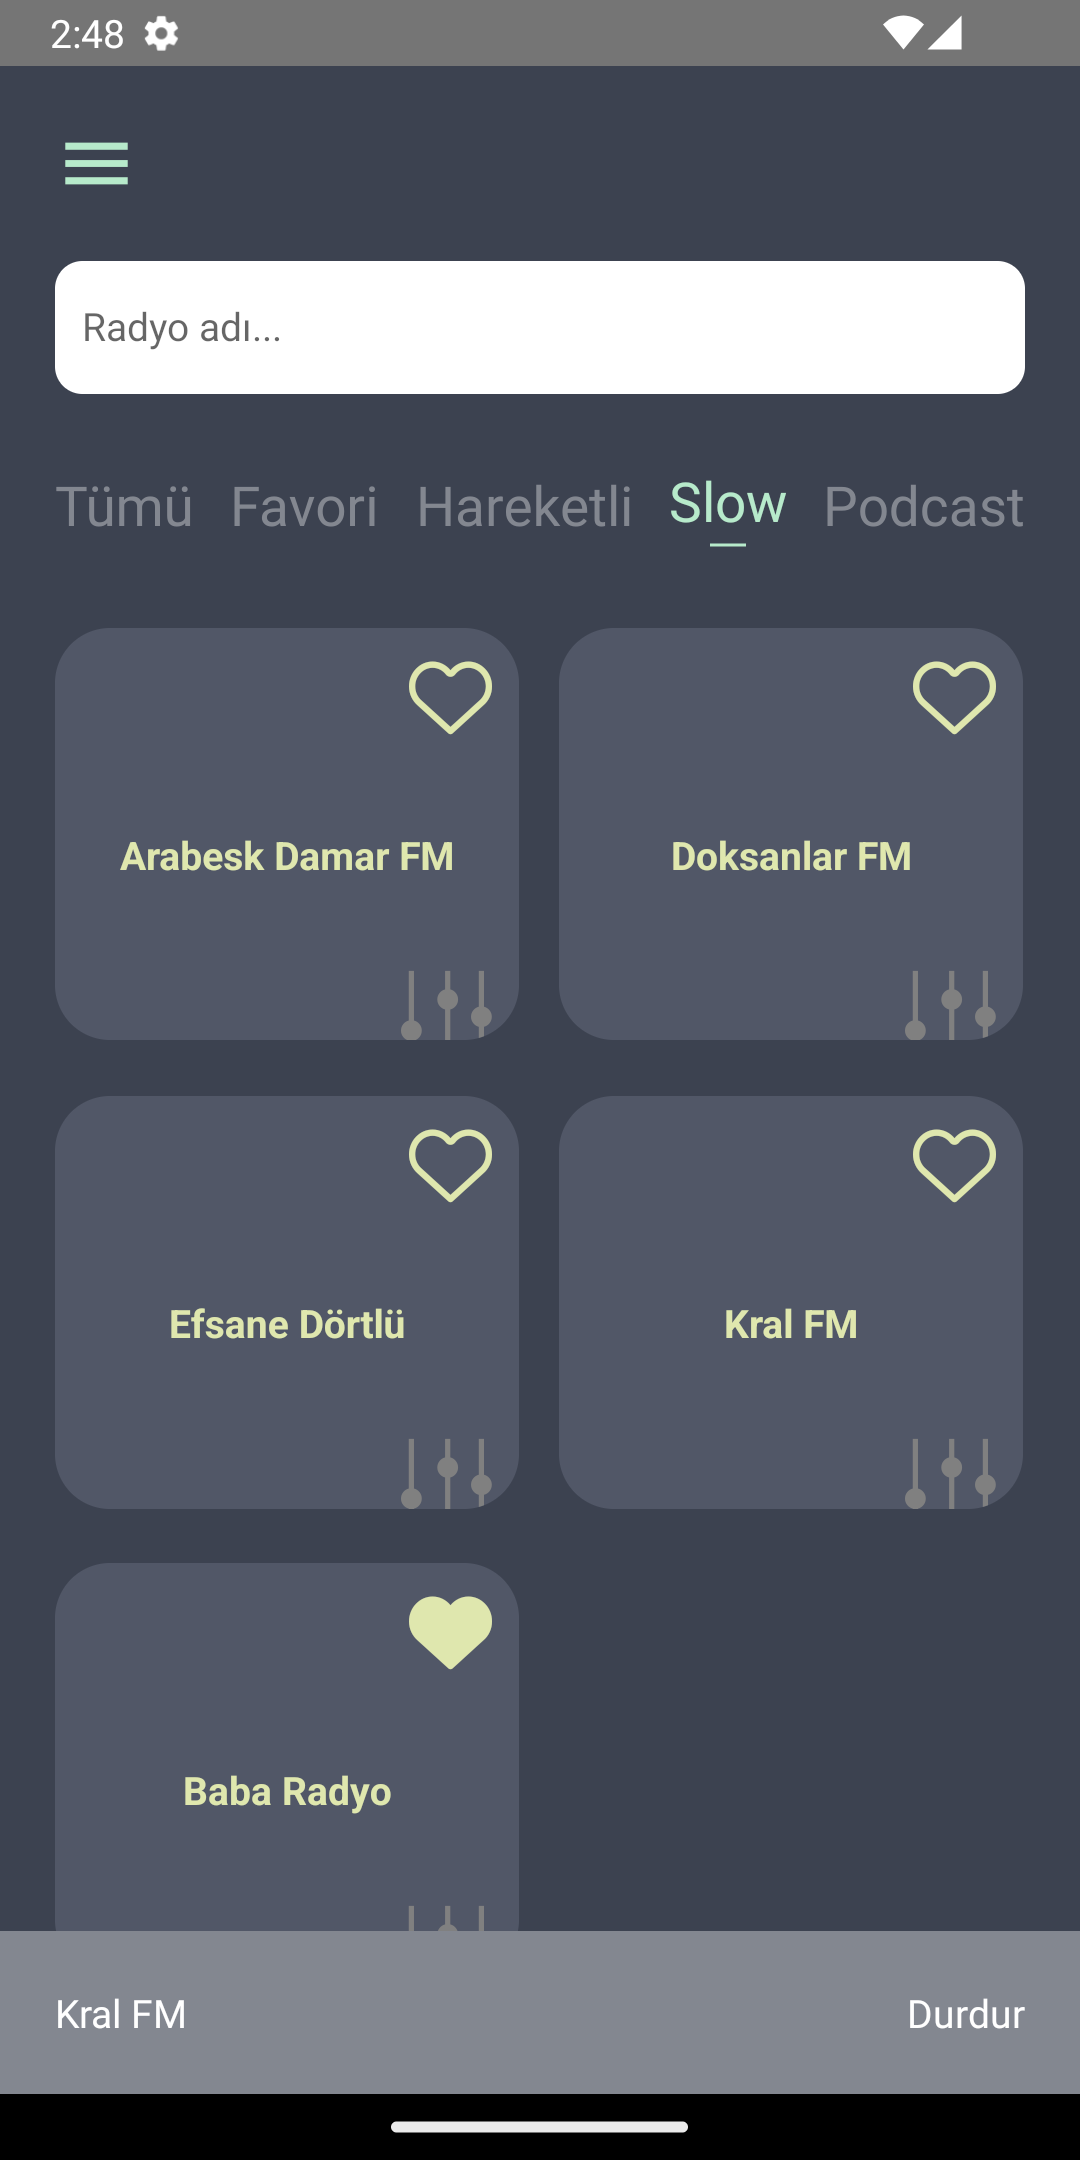 2:48
Radyo adı...
Tümü Favori Hareketli Slow Podcast
Arabesk Damar FM
Doksanlar FM
Efsane Dörtlü
Kral FM
Baba Radyo
Kral FM
Durdur